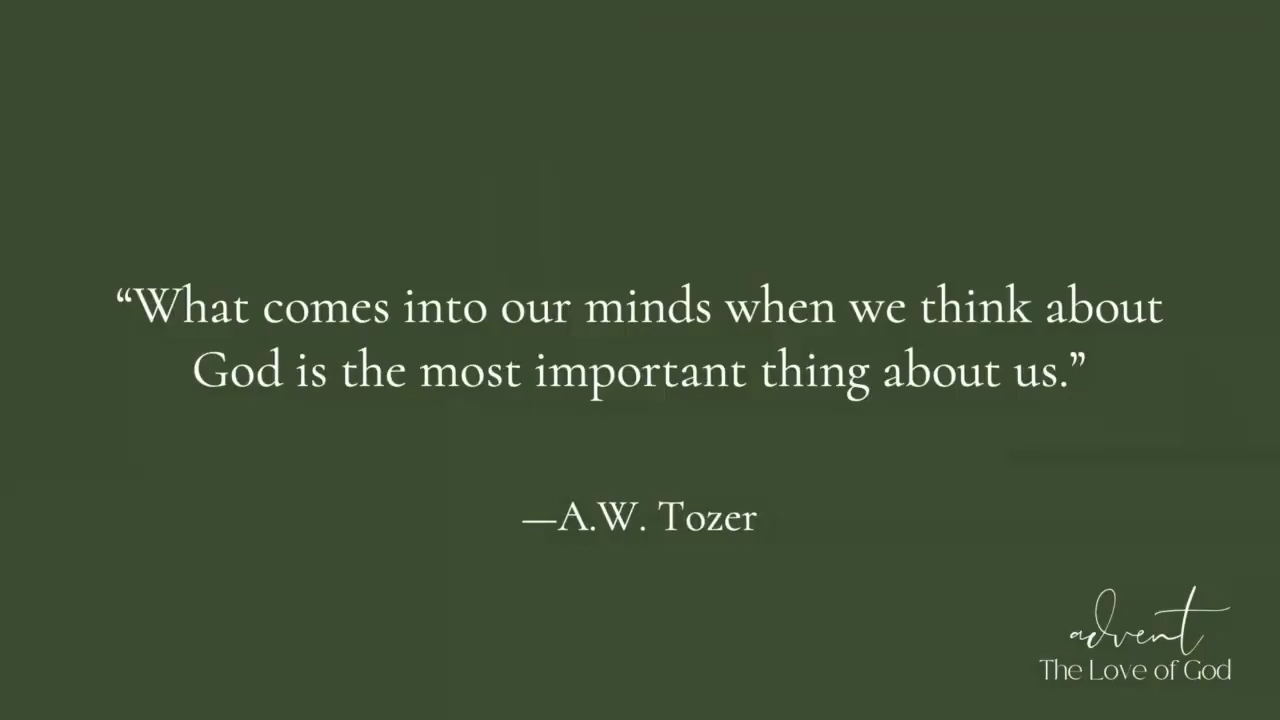 “What comes into our minds when we think about
God is the most important thing about us.”
—A.W. Tozer
advent
The Love of God